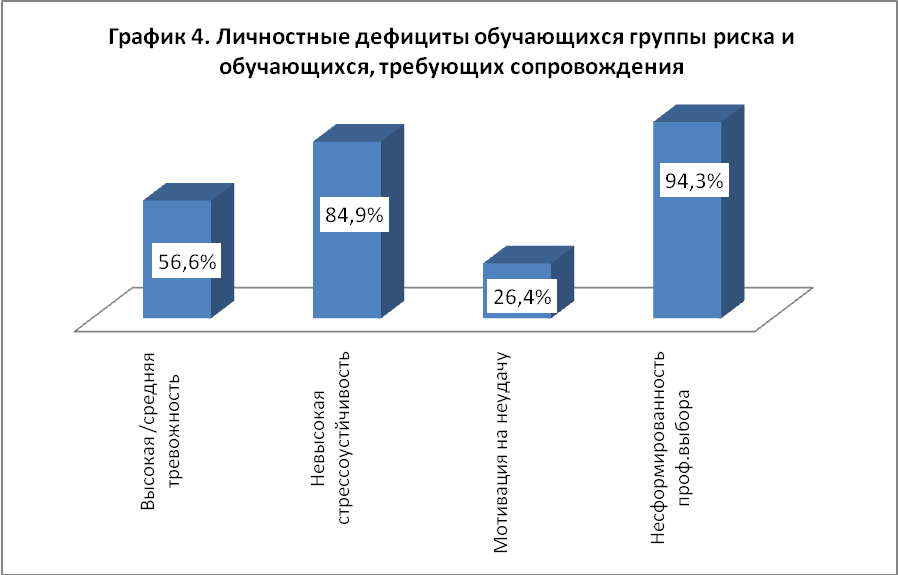 График 4. Личностные дефициты обучающихся группы риска и
обучающихся, требующих сопровождения
56,6%
84,9%
26,4%
94,3%
Высокая /средняя
тревожность
Невысокая
стрессоустйчивость
Мотивация на неудачу
Несформированность
проф.выбора